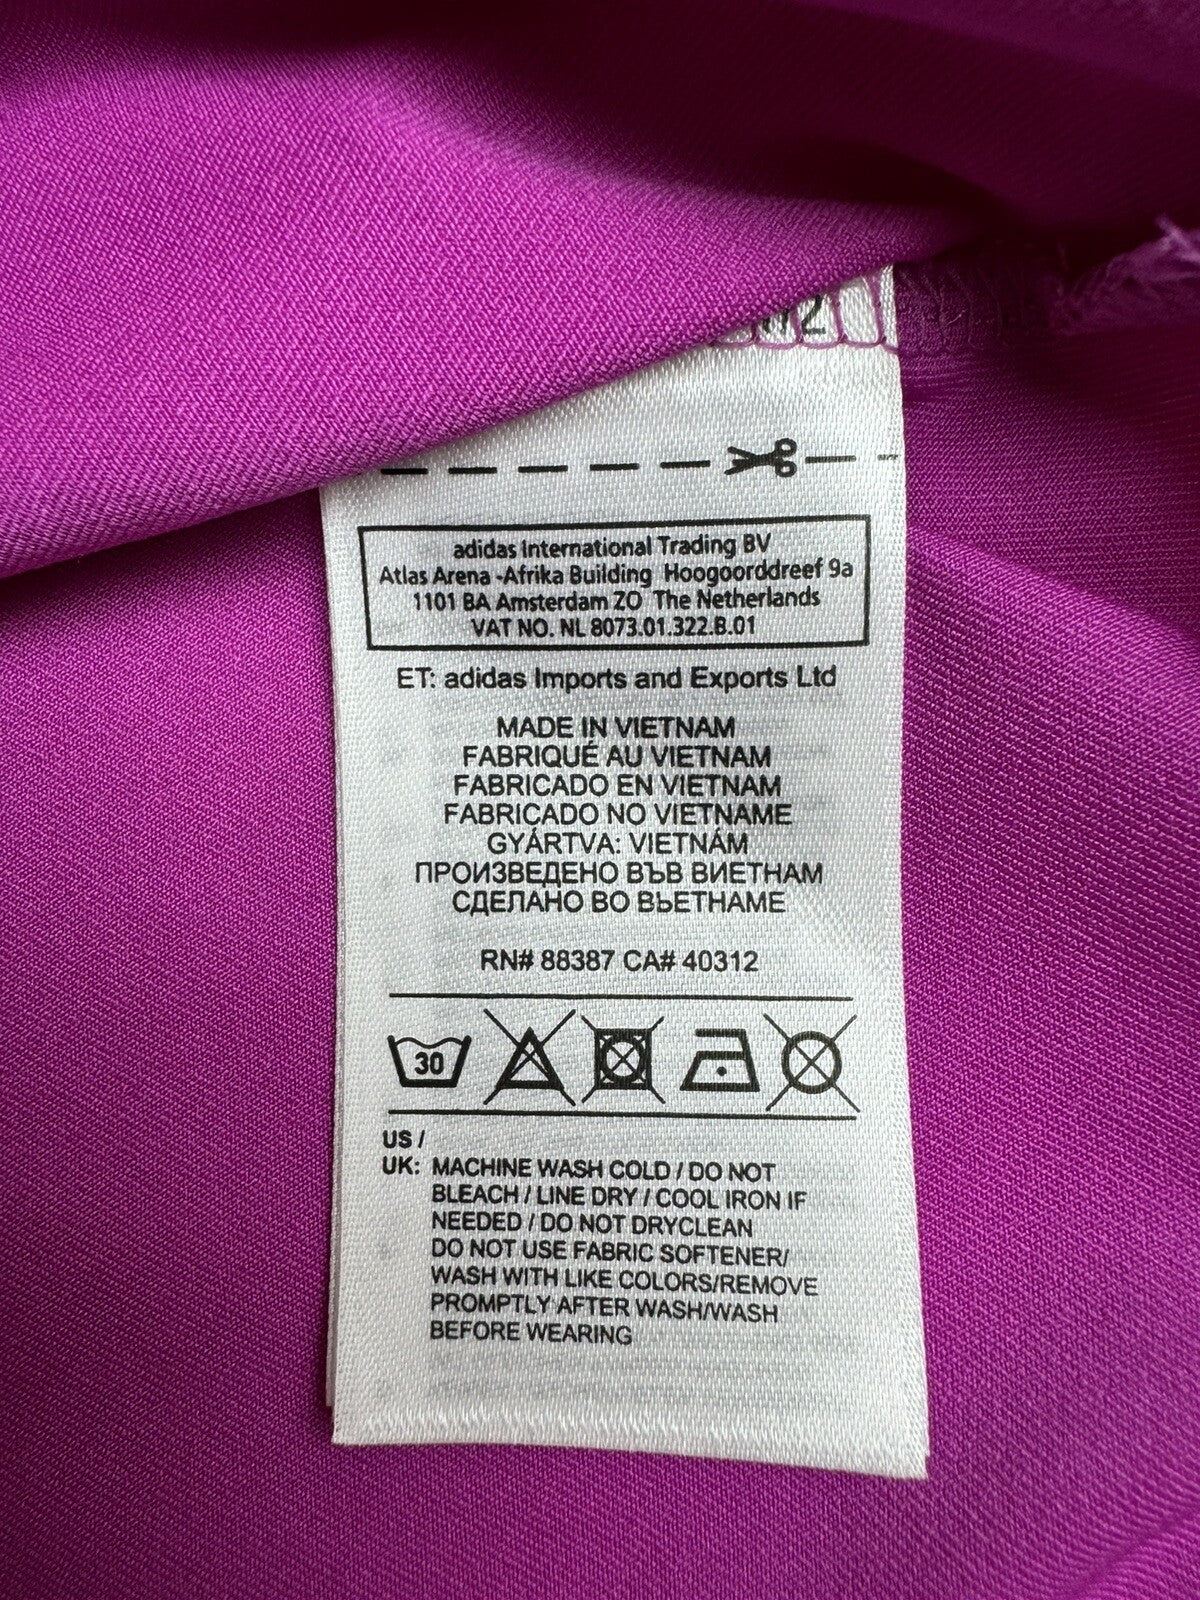 adidas International Trading BV
Atlas Arena -Afrika Building Hoogoorddreef 9a
1101 BA Amsterdam ZO The Netherlands
VAT NO. NL 8073.01.322.B.01
ET: adidas Imports and Exports Ltd
MADE IN VIETNAM
FABRIQUÉ AU VIETNAM
FABRICADO EN VIETNAM
FABRICADO NO VIETNAME
GYÁRTVA: VIETNÁM
ПРОИЗВЕДЕНО ВЪВ ВИЕТНАМ
СДЕЛАНО ВО ВЬЕТНАМЕ
RN# 88387 CA# 40312
30
US /
UK: MACHINE WASH COLD / DO NOT
BLEACH / LINE DRY / COOL IRON IF
NEEDED / DO NOT DRYCLEAN
DO NOT USE FABRIC SOFTENER/
WASH WITH LIKE COLORS/REMOVE
PROMPTLY AFTER WASH/WASH
BEFORE WEARING